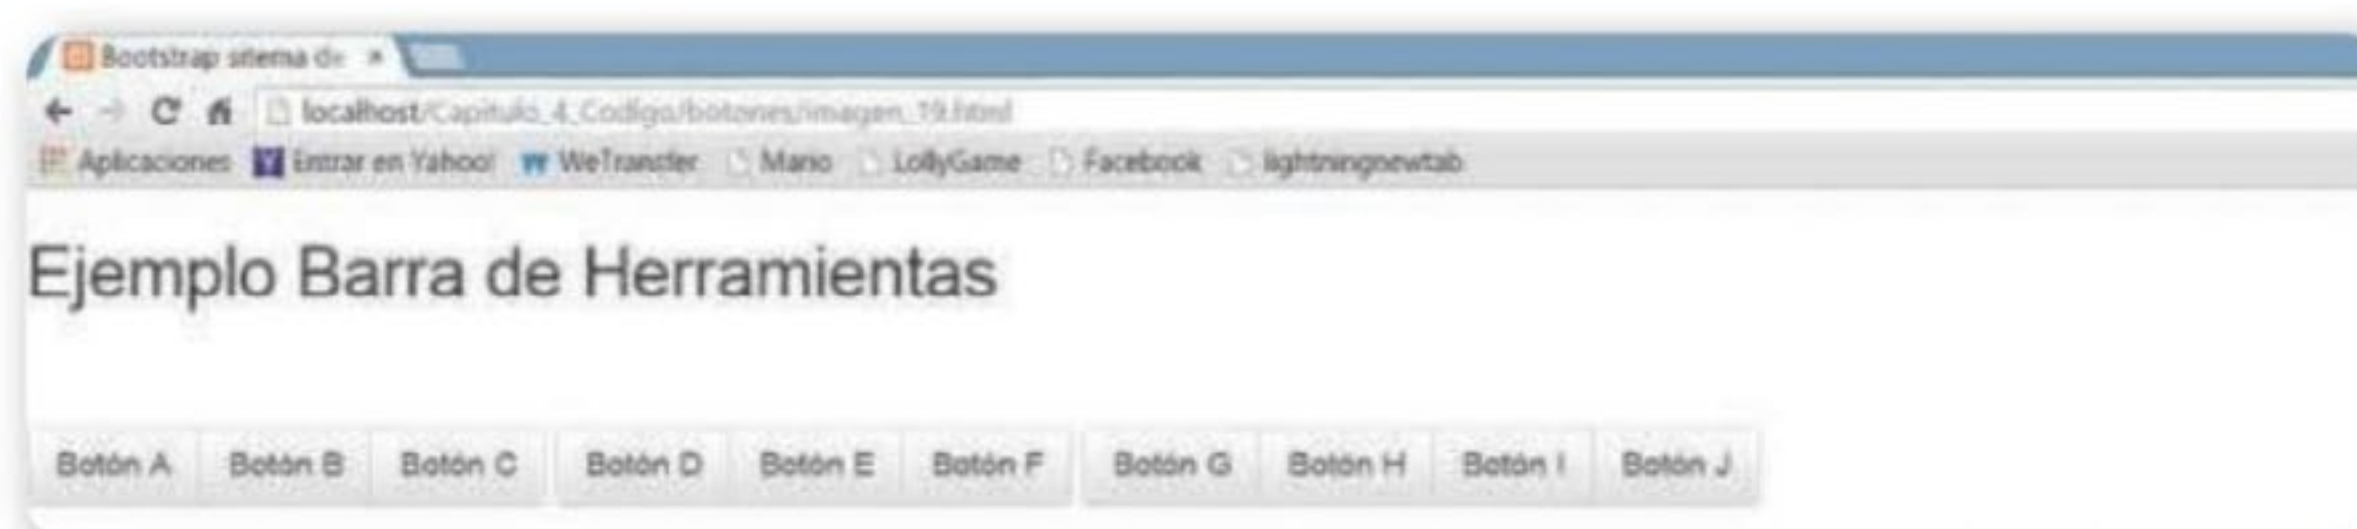 Bootstrap sitema de ×
localhost/Capitulo_4_Codigo/botones/imagen_19.html
Aplicaciones Entrar en Yahoo! WeTransfer Mario LollyGame Facebook lightningnewtab
Ejemplo Barra de Herramientas
Botón A Botón B Botón C Botón D Botón E Botón F Botón G Botón H Botón I Botón J